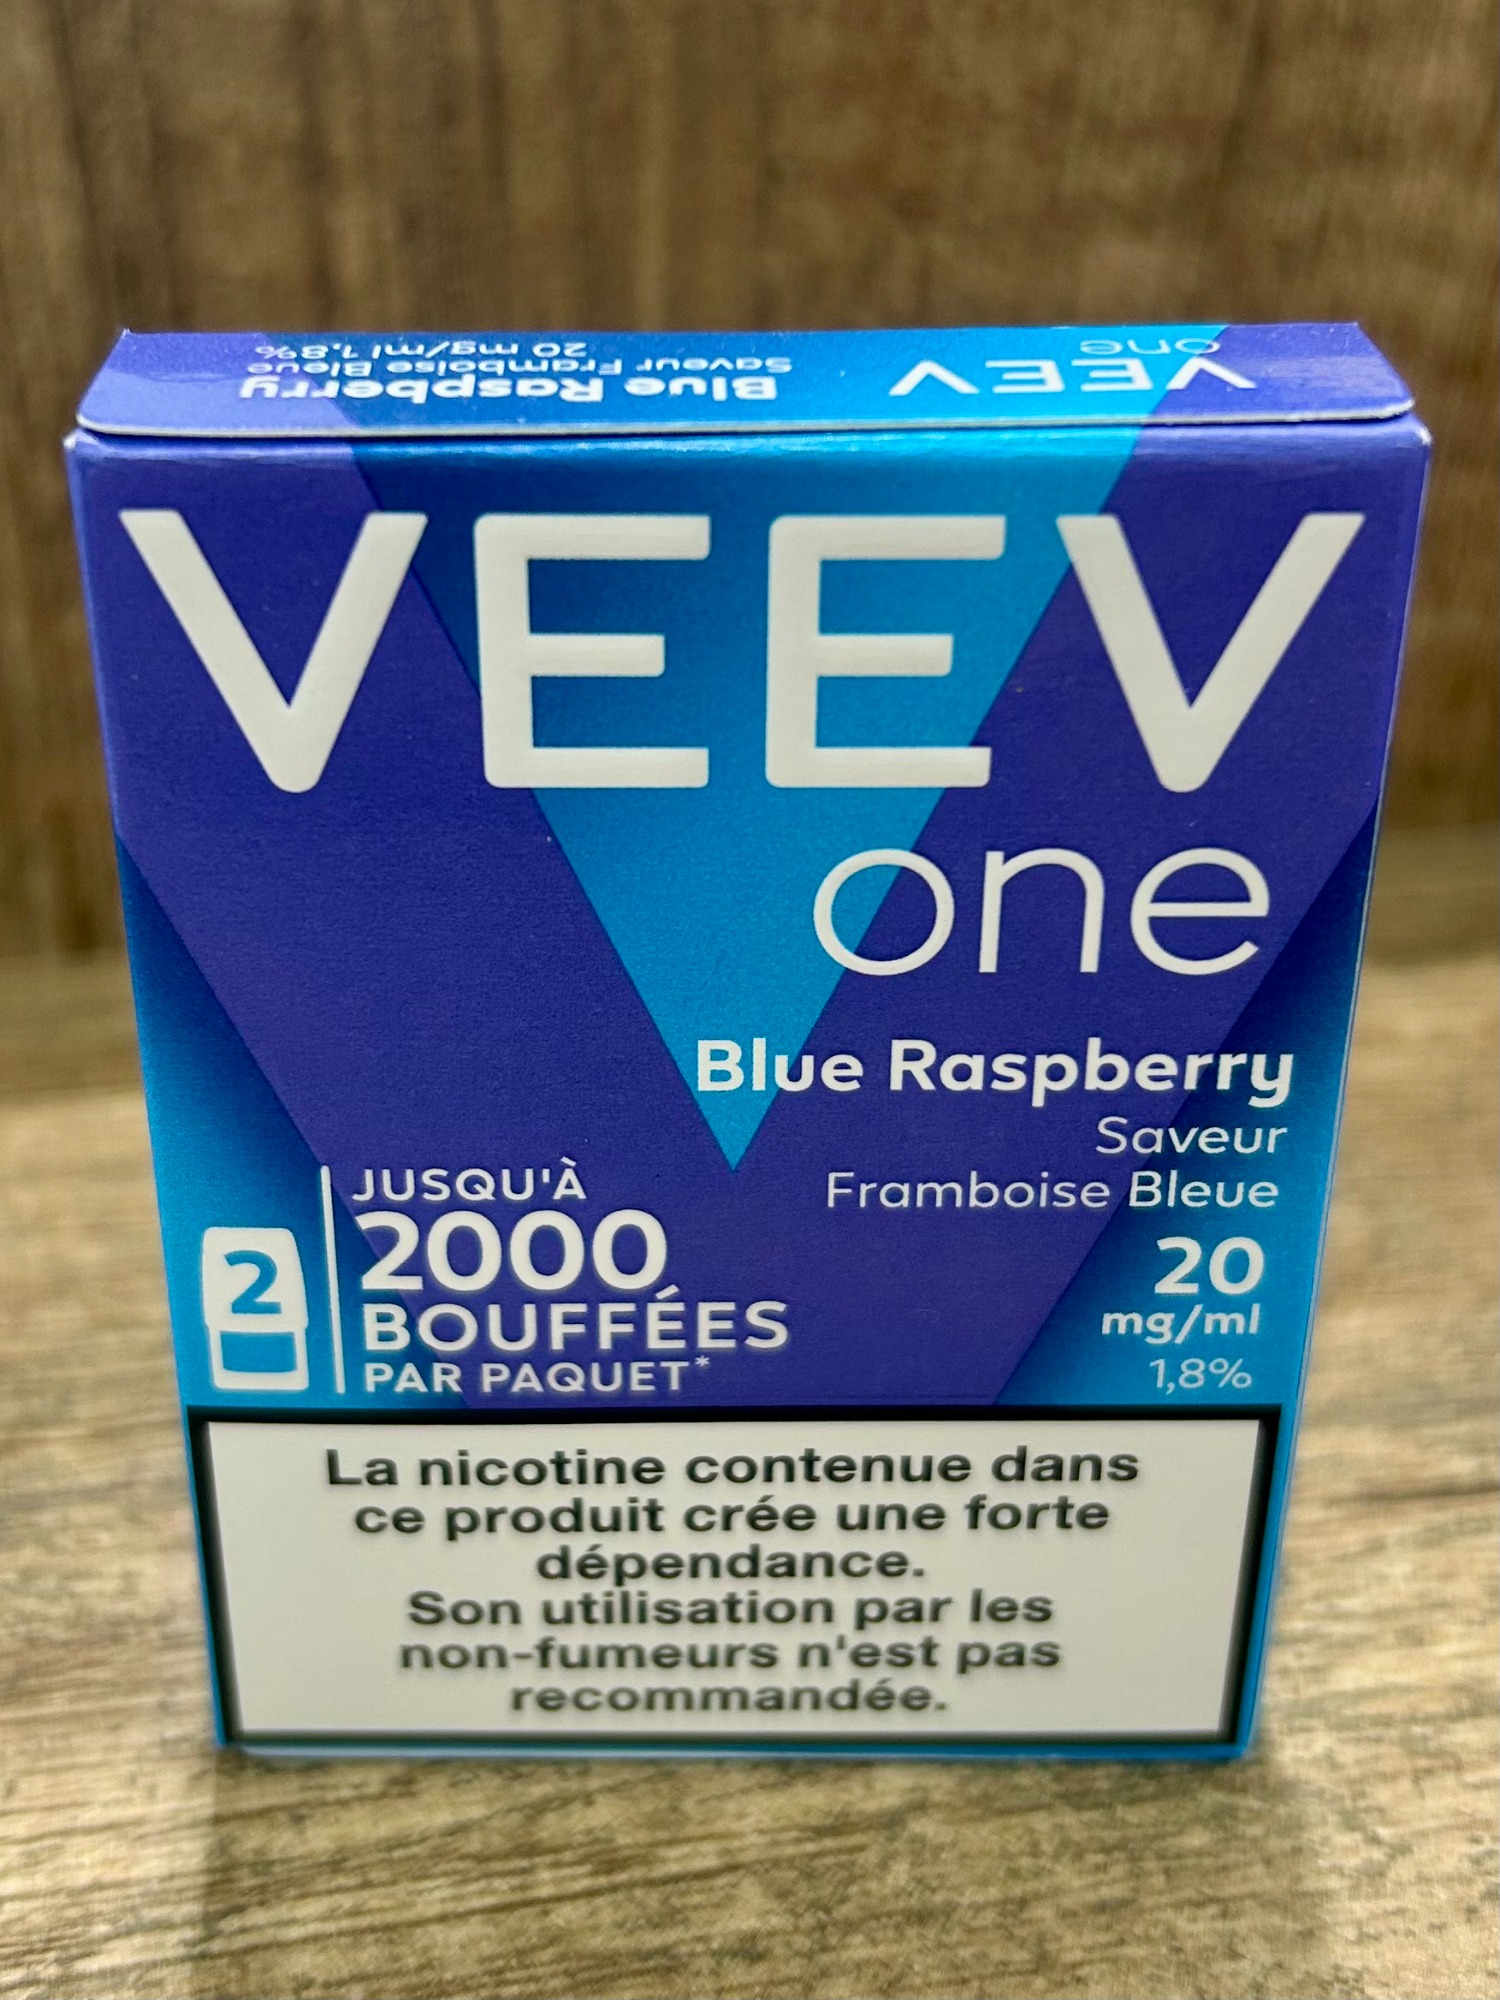 VEEV
one
Blue Raspberry
Saveur Framboise Bleue
20 mg/ml 1,8%
VEEV
one
Blue Raspberry
Saveur
Framboise Bleue
20
mg/ml
1,8%
2
JUSQU'À
2000
BOUFFÉES
PAR PAQUET*
La nicotine contenue dans
ce produit crée une forte
dépendance.
Son utilisation par les
non-fumeurs n'est pas
recommandée.